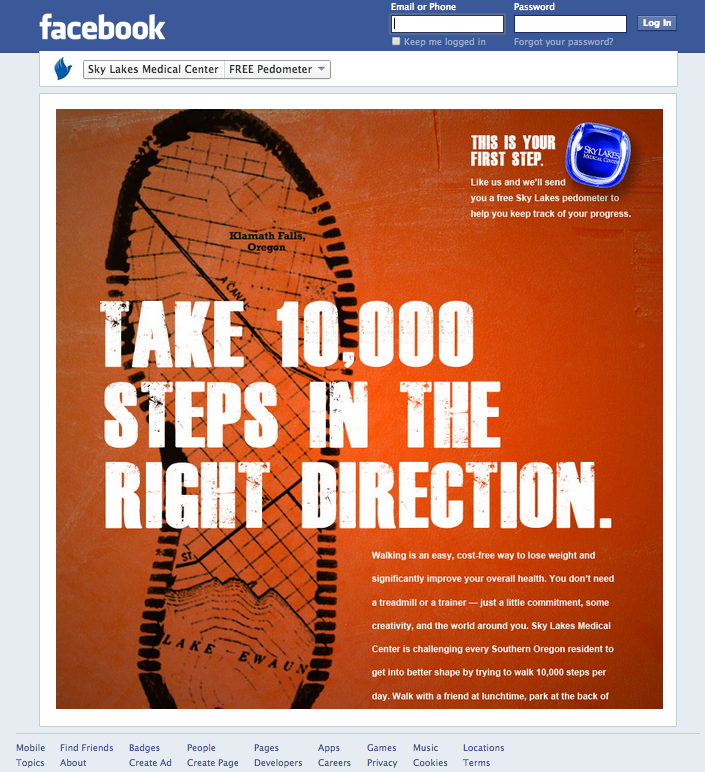 facebook
Email or Phone
Password
Log In
Keep me logged in
Forgot your password?
Sky Lakes Medical Center
FREE Pedometer
THIS IS YOUR
FIRST STEP.
SKY LAKES
MEDICAL CENTER
Like us and we'll send
you a free Sky Lakes pedometer to
help you keep track of your progress.
Klamath Falls,
Oregon
A CANAL
TAKE 10,000
STEPS IN THE
RIGHT DIRECTION.
ST
LAKE EWAUN
Walking is an easy, cost-free way to lose weight and
significantly improve your overall health. You don't need
a treadmill or a trainer — just a little commitment, some
creativity, and the world around you. Sky Lakes Medical
Center is challenging every Southern Oregon resident to
get into better shape by trying to walk 10,000 steps per
day. Walk with a friend at lunchtime, park at the back of
Mobile Find Friends Badges People Pages Apps Games Music Locations
Topics About Create Ad Create Page Developers Careers Privacy Cookies Terms